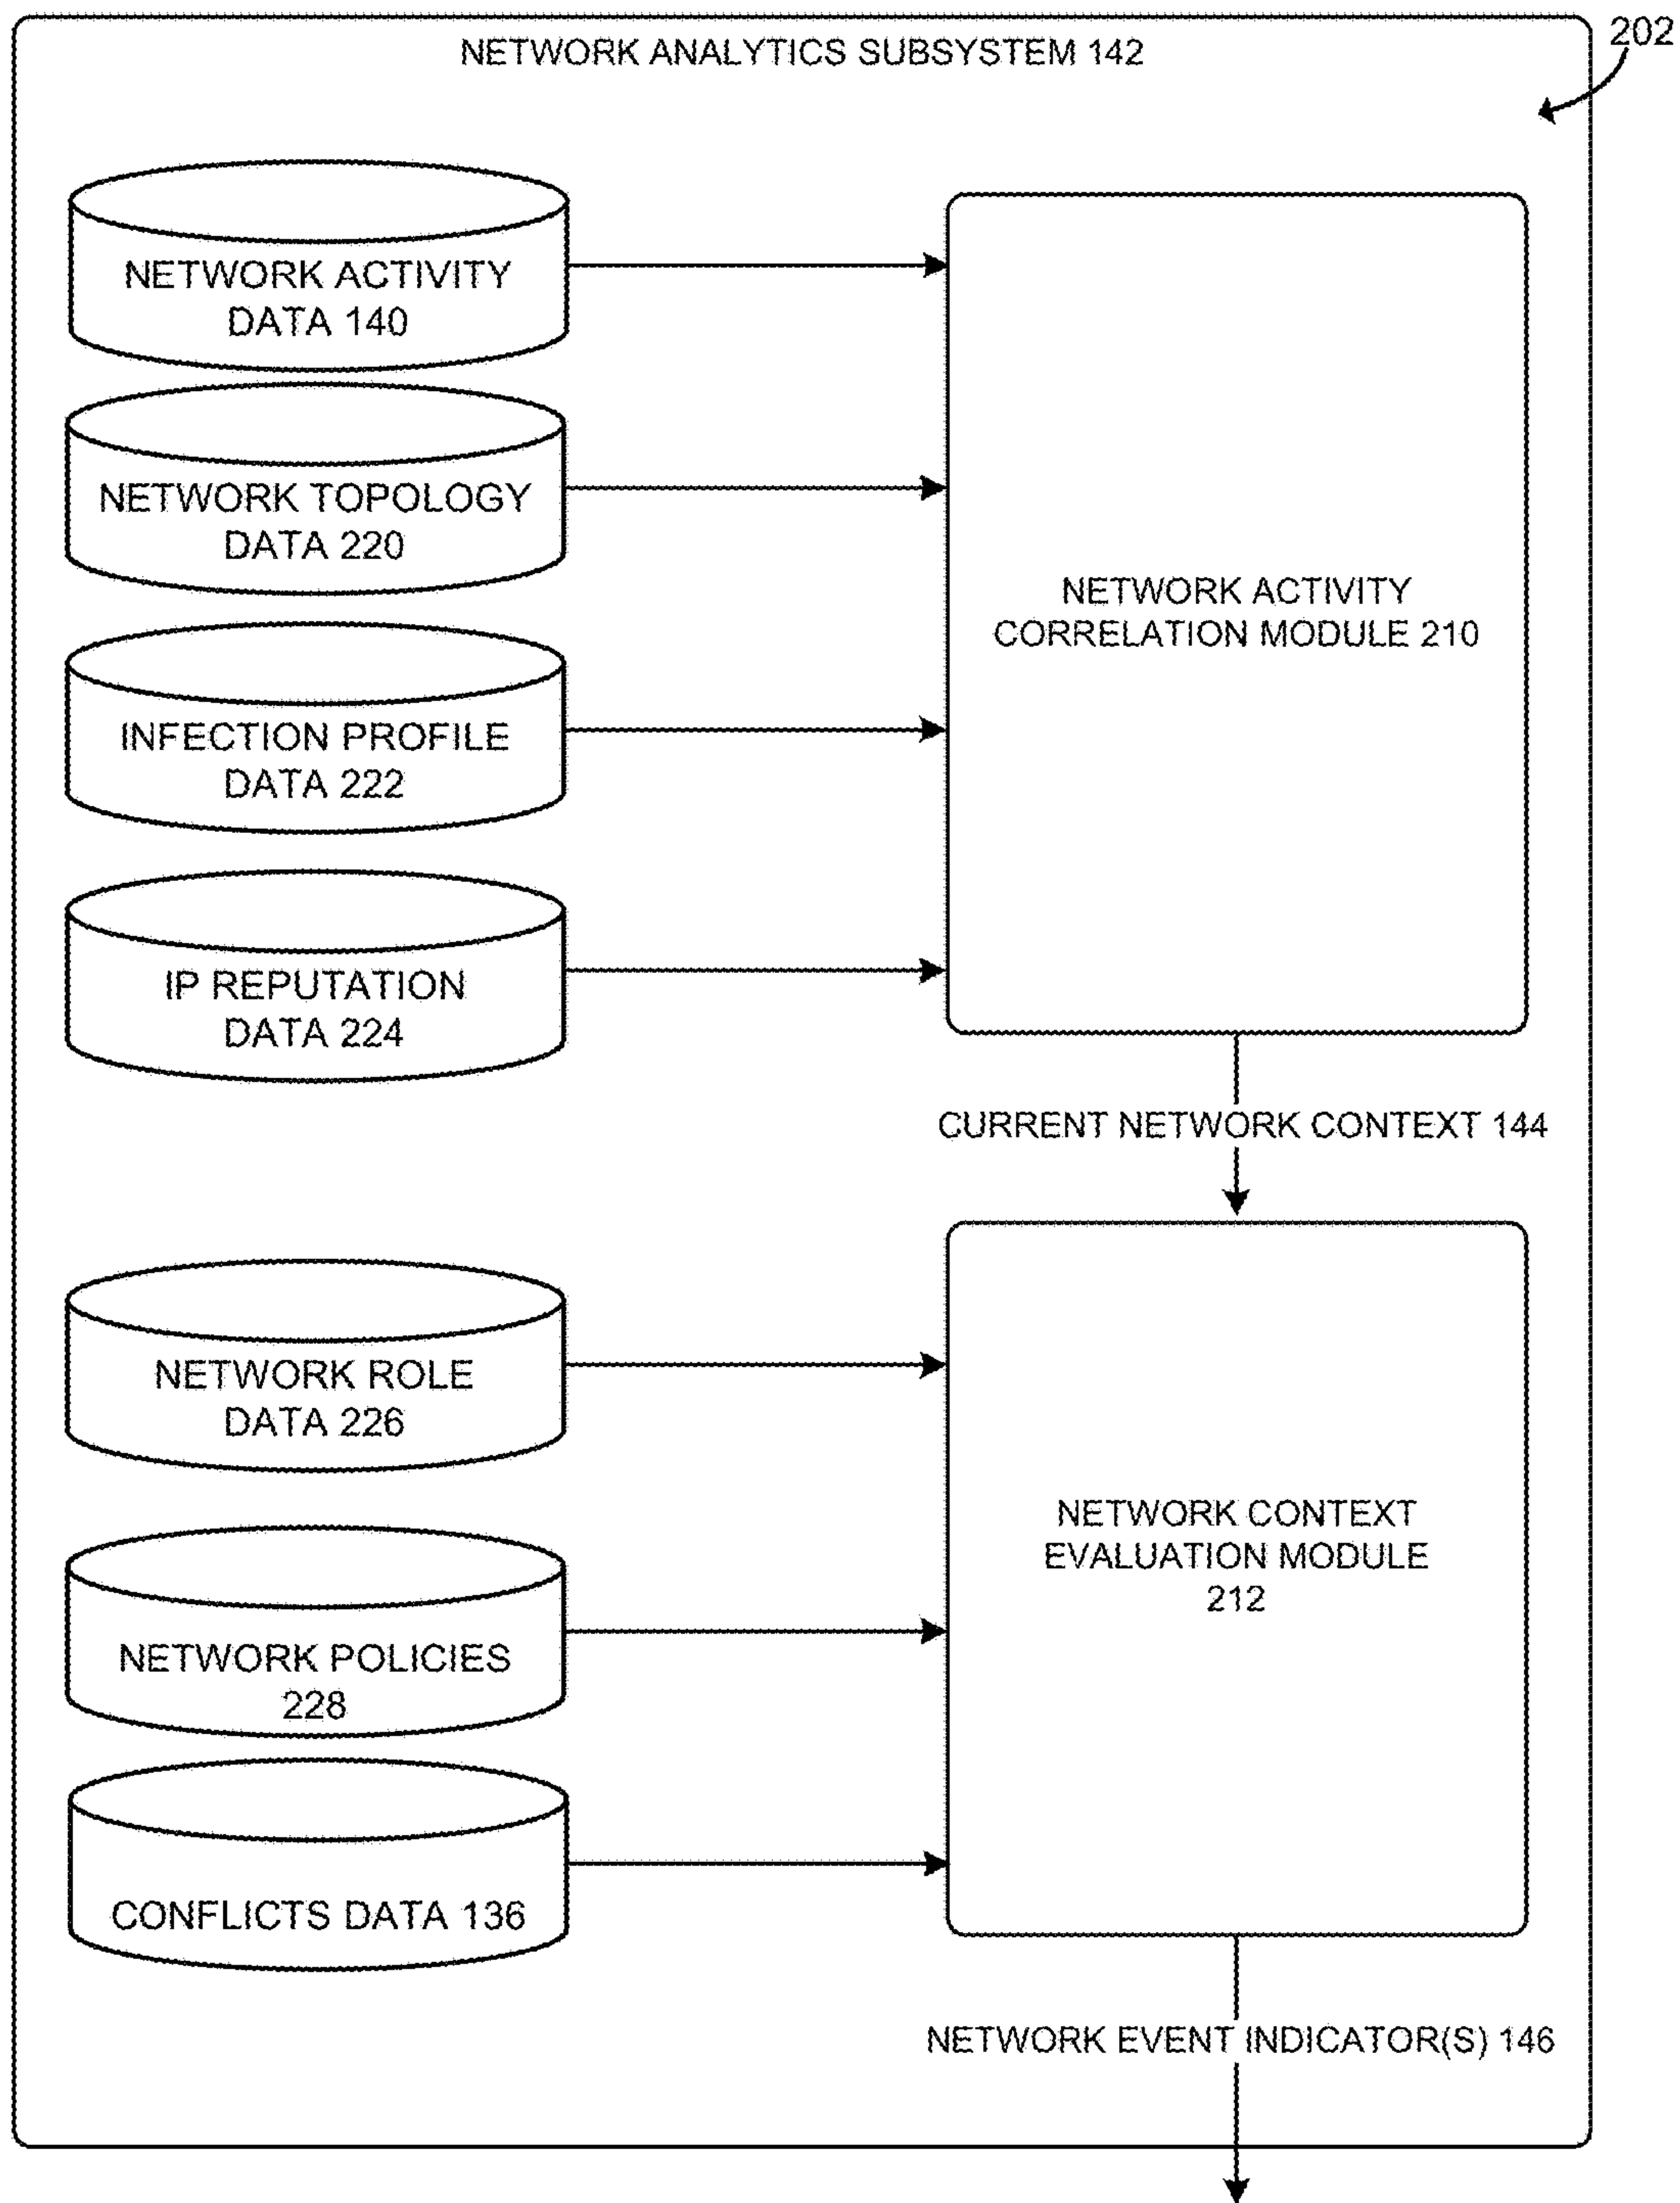 202
NETWORK ANALYTICS SUBSYSTEM 142
NETWORK ACTIVITY
DATA 140
NETWORK TOPOLOGY
DATA 220
INFECTION PROFILE
DATA 222
IP REPUTATION
DATA 224
NETWORK ACTIVITY
CORRELATION MODULE 210
CURRENT NETWORK CONTEXT 144
NETWORK ROLE
DATA 226
NETWORK POLICIES
228
CONFLICTS DATA 136
NETWORK CONTEXT
EVALUATION MODULE
212
NETWORK EVENT INDICATOR(S) 146